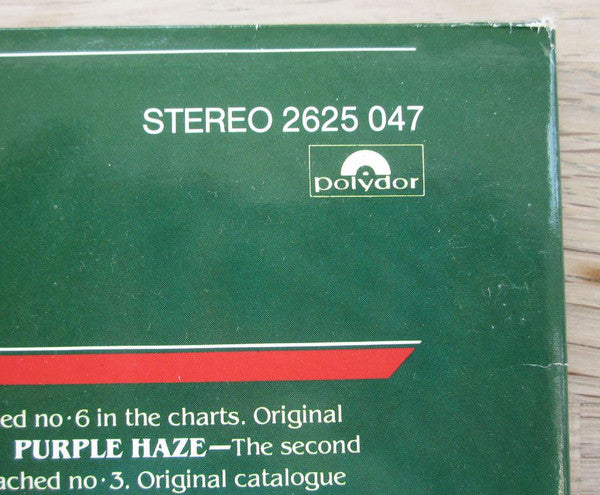 STEREO 2625 047
polydor
ed no·6 in the charts. Original
PURPLE HAZE—The second
ached no·3. Original catalogue